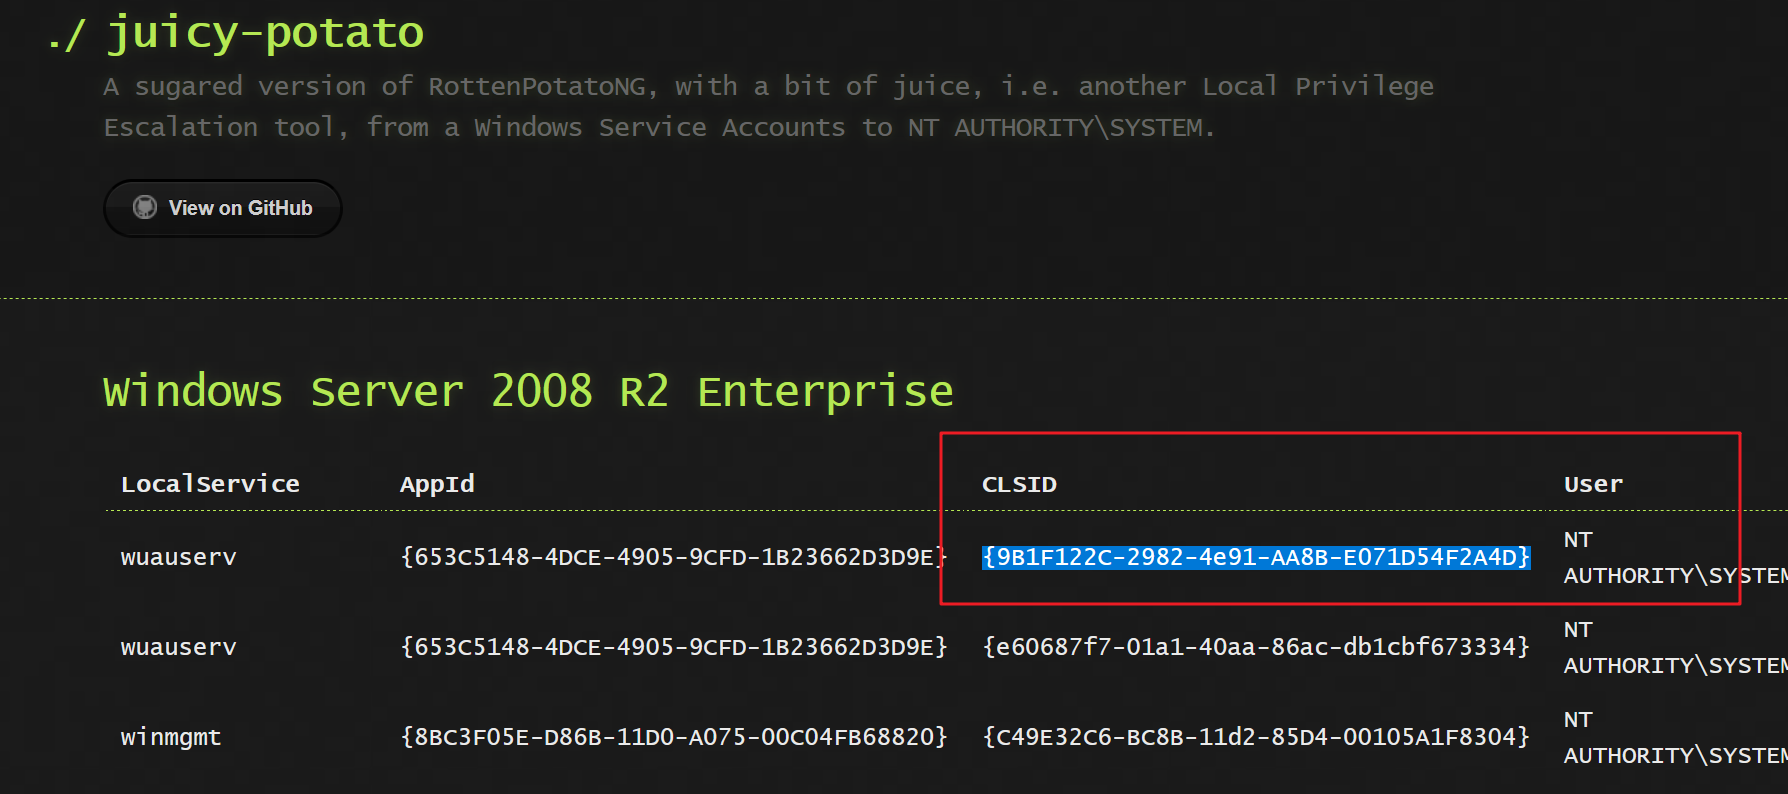 ./ juicy-potato
A sugared version of RottenPotatoNG, with a bit of juice, i.e. another Local Privilege
Escalation tool, from a Windows Service Accounts to NT AUTHORITY\SYSTEM.
View on GitHub
Windows Server 2008 R2 Enterprise
LocalService AppId CLSID User
wuauserv {653C5148-4DCE-4905-9CFD-1B23662D3D9E} {9B1F122C-2982-4e91-AA8B-E071D54F2A4D} NT
AUTHORITY\SYSTEM
wuauserv {653C5148-4DCE-4905-9CFD-1B23662D3D9E} {e60687f7-01a1-40aa-86ac-db1cbf673334} NT
AUTHORITY\SYSTEM
winmgmt {8BC3F05E-D86B-11D0-A075-00C04FB68820} {C49E32C6-BC8B-11d2-85D4-00105A1F8304} NT
AUTHORITY\SYSTEM